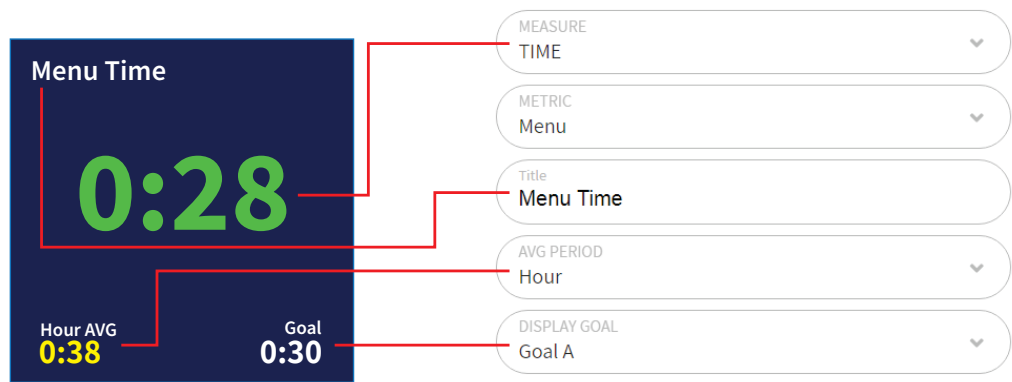 Menu Time
0:28
Hour AVG
0:38
Goal
0:30
MEASURE
TIME
METRIC
Menu
Title
Menu Time
AVG PERIOD
Hour
DISPLAY GOAL
Goal A